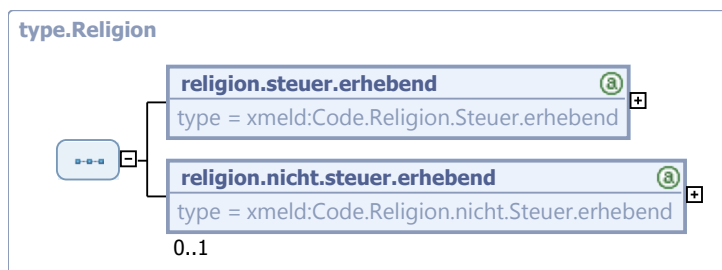 type.Religion
religion.steuer.erhebend
type = xmeld:Code.Religion.Steuer.erhebend
religion.nicht.steuer.erhebend
type = xmeld:Code.Religion.nicht.Steuer.erhebend
0..1